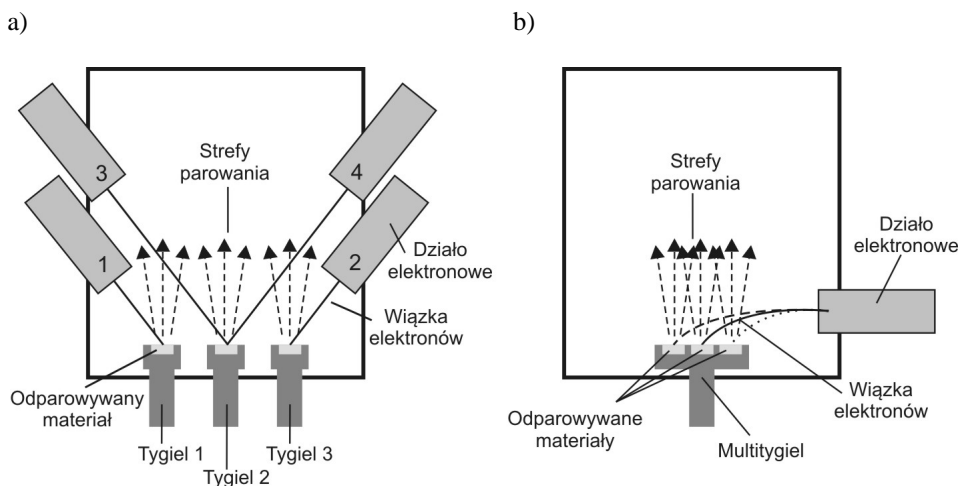 a)
b)
3
4
1
2
Strefy
parowania
Działo
elektronowe
Wiązka
elektronów
Odparowywany
materiał
Tygiel 1
Tygiel 2
Tygiel 3
Strefy
parowania
Działo
elektronowe
Wiązka
elektronów
Odparowywane
materiały
Multitygiel